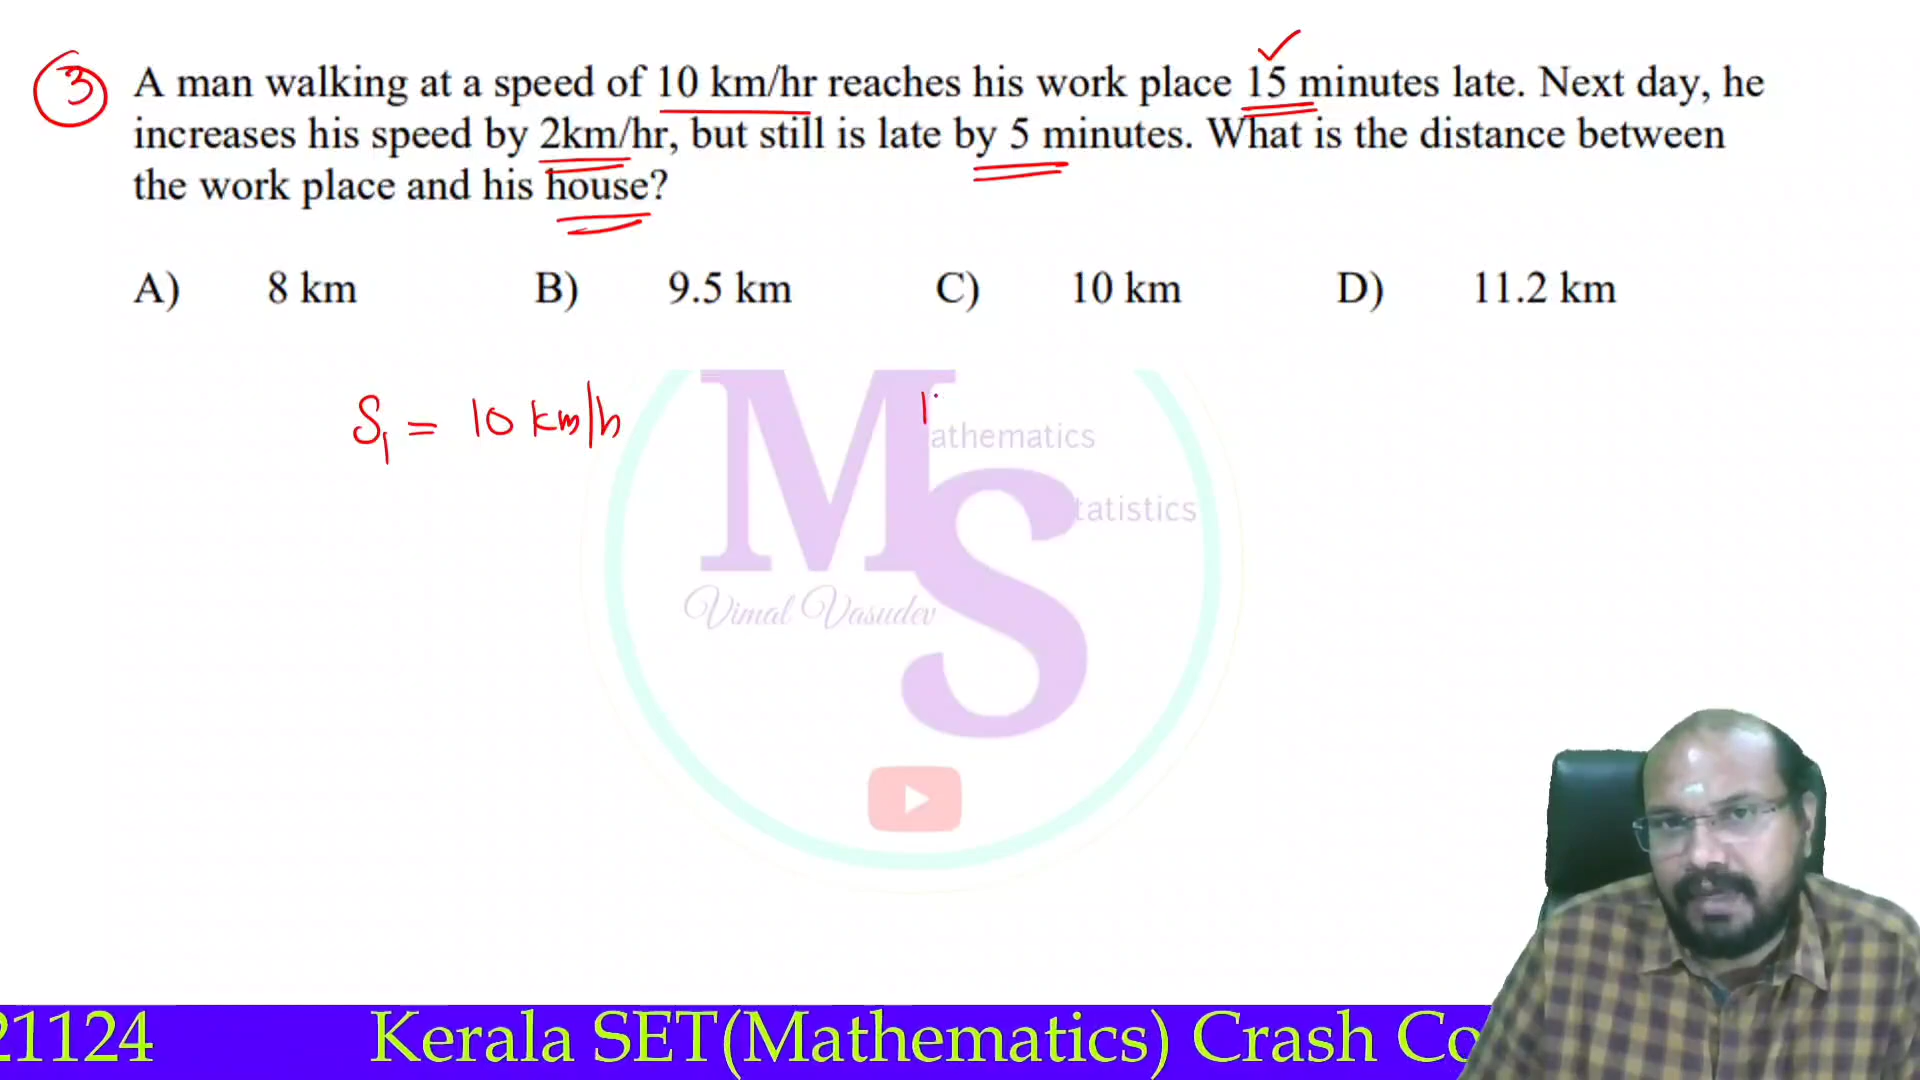 3 A man walking at a speed of 10 km/hr reaches his work place 15 minutes late. Next day, he
increases his speed by 2km/hr, but still is late by 5 minutes. What is the distance between
the work place and his house?
A) 8 km B) 9.5 km C) 10 km D) 11.2 km
S₁ = 10 km/h
Mathematics
Statistics
Vimal Vasudev
21124 Kerala SET(Mathematics) Crash Co